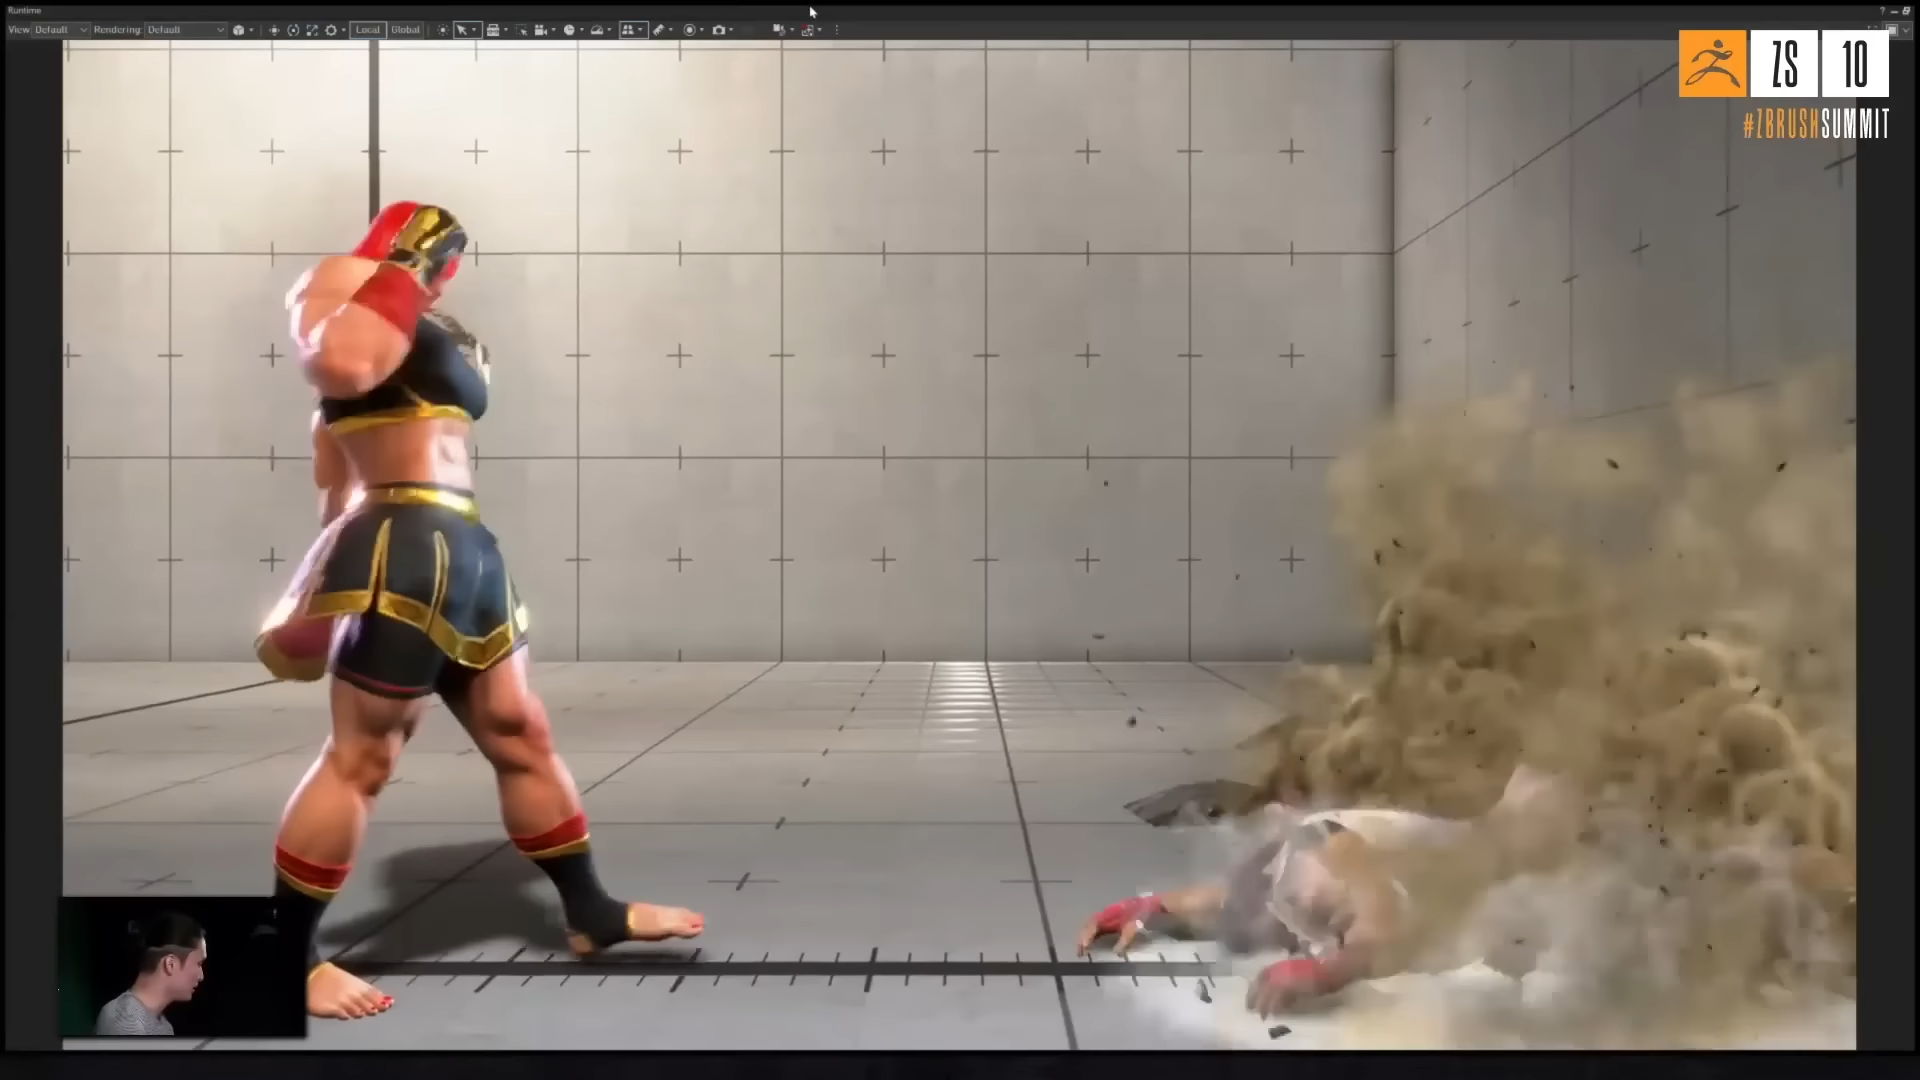 Runtime
View Default Rendering: Default Local Global
ZS 10
#ZBRUSHSUMMIT